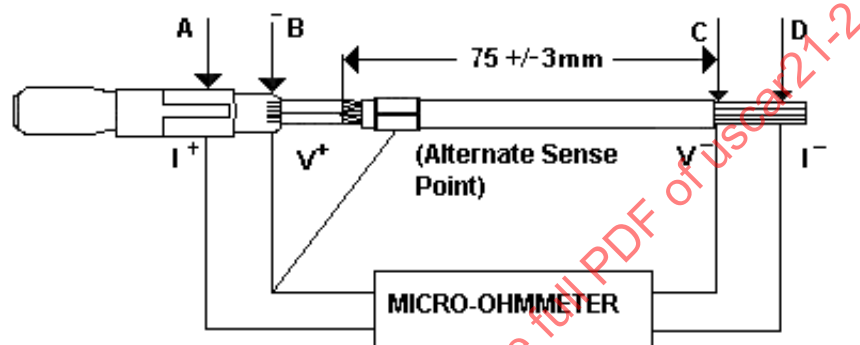 A
B
C
D
75 +/-3mm
I+
V+
(Alternate Sense
Point)
V-
I-
MICRO-OHMMETER
full PDF of uscar21-2